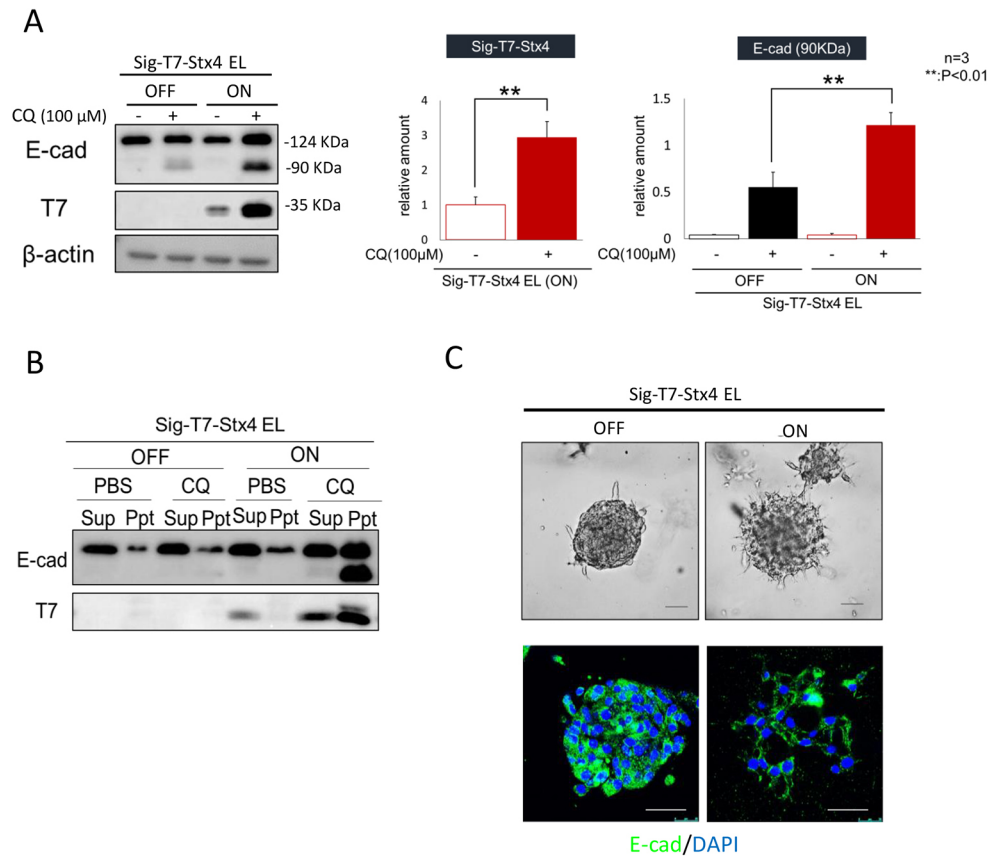 A
Sig-T7-Stx4 EL
OFF ON
CQ (100 µM) - + - +
E-cad
-124 KDa
-90 KDa
T7
-35 KDa
β-actin
Sig-T7-Stx4
**
relative amount
4
3
2
1
0
CQ(100µM) - +
Sig-T7-Stx4 EL (ON)
E-cad (90KDa)
**
relative amount
1.5
1
0.5
0
CQ(100µM) - + - +
OFF ON
Sig-T7-Stx4 EL
n=3
**:P<0.01
B
Sig-T7-Stx4 EL
OFF ON
PBS CQ PBS CQ
Sup Ppt Sup Ppt Sup Ppt Sup Ppt
E-cad
T7
C
Sig-T7-Stx4 EL
OFF ON
E-cad/DAPI